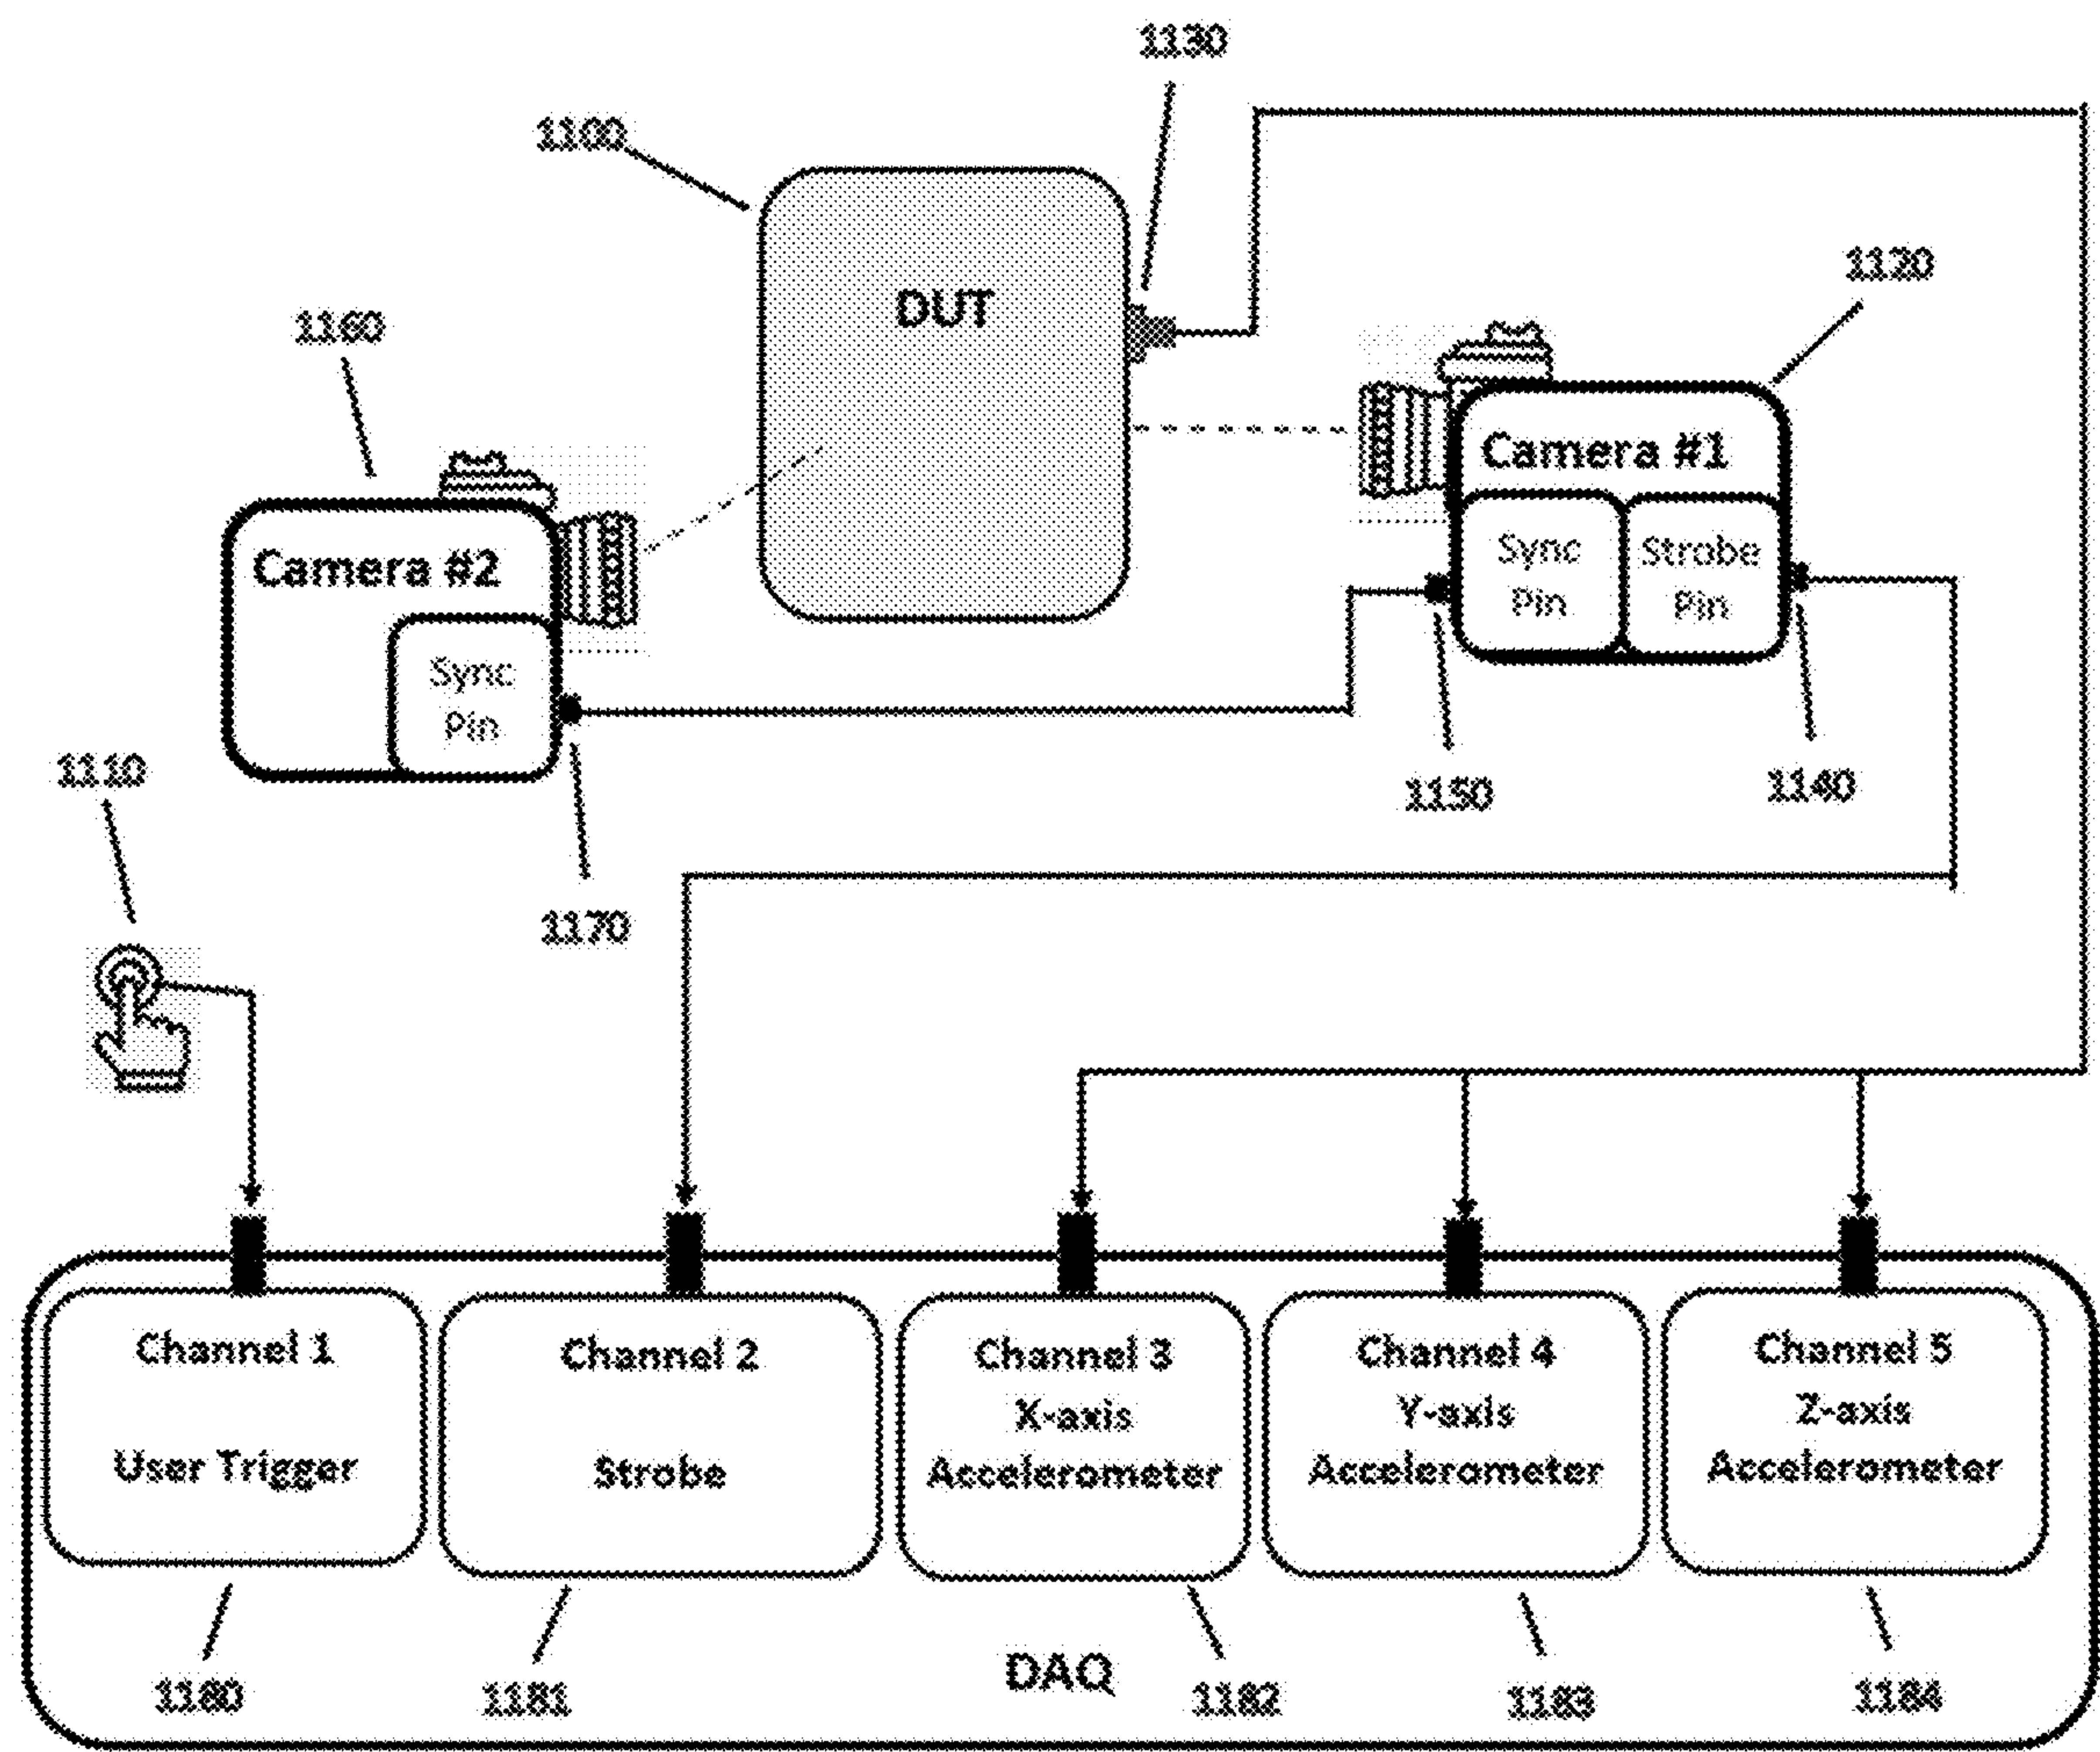 1130
1100
DUT
1120
1160
Camera #1
Sync
Pin
Strobe
Pin
Camera #2
Sync
Pin
1110
1150
1140
1170
Channel 1
User Trigger
Channel 2
Strobe
Channel 3
X-axis
Accelerometer
Channel 4
Y-axis
Accelerometer
Channel 5
Z-axis
Accelerometer
DAQ
1180
1181
1182
1183
1184